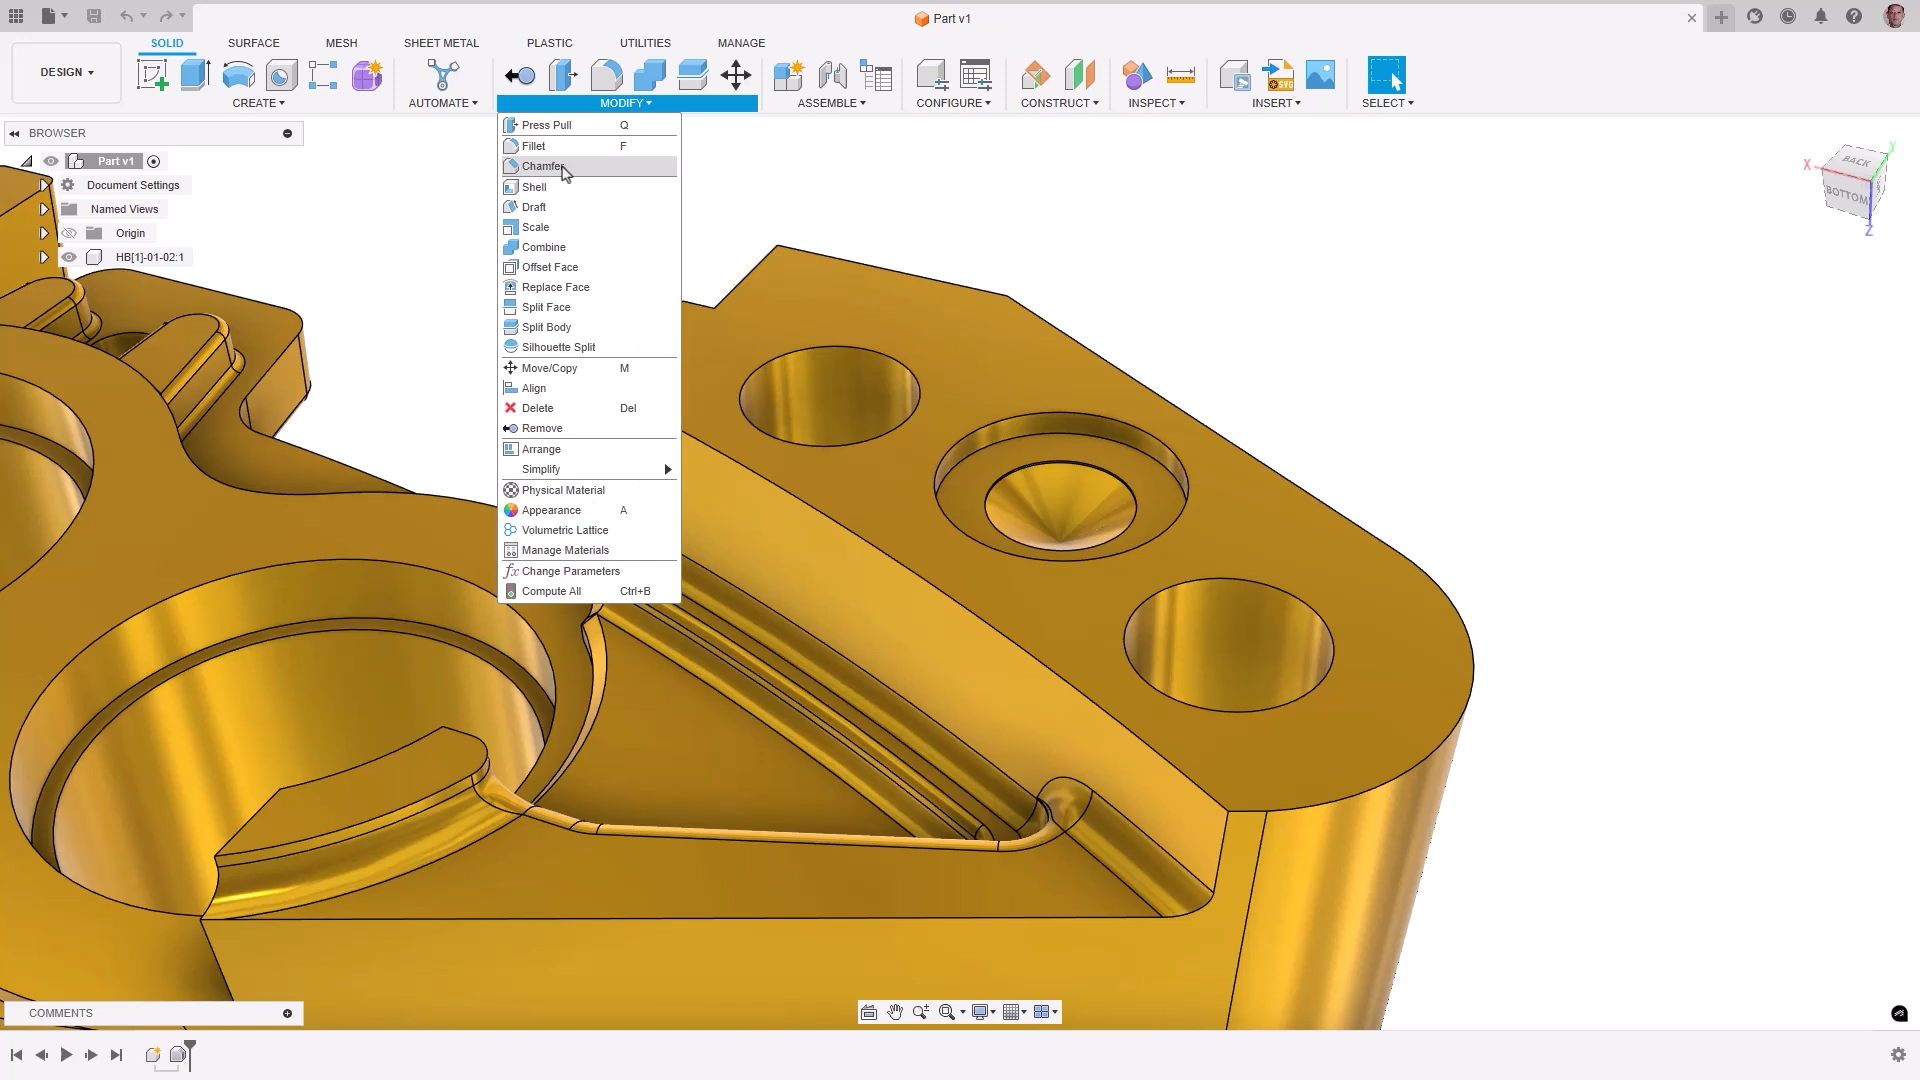 Part v1
SOLID SURFACE MESH SHEET METAL PLASTIC UTILITIES MANAGE
DESIGN
CREATE AUTOMATE MODIFY ASSEMBLE CONFIGURE CONSTRUCT INSPECT INSERT SELECT
SVG
BROWSER
Part v1
Document Settings
Named Views
Origin
HB[1]-01-02:1
Press Pull Q
Fillet F
Chamfer
Shell
Draft
Scale
Combine
Offset Face
Replace Face
Split Face
Split Body
Silhouette Split
Move/Copy M
Align
Delete Del
Remove
Arrange
Simplify
Physical Material
Appearance A
Volumetric Lattice
Manage Materials
fx Change Parameters
Compute All Ctrl+B
Y
X
BACK
BOTTOM
Z
COMMENTS